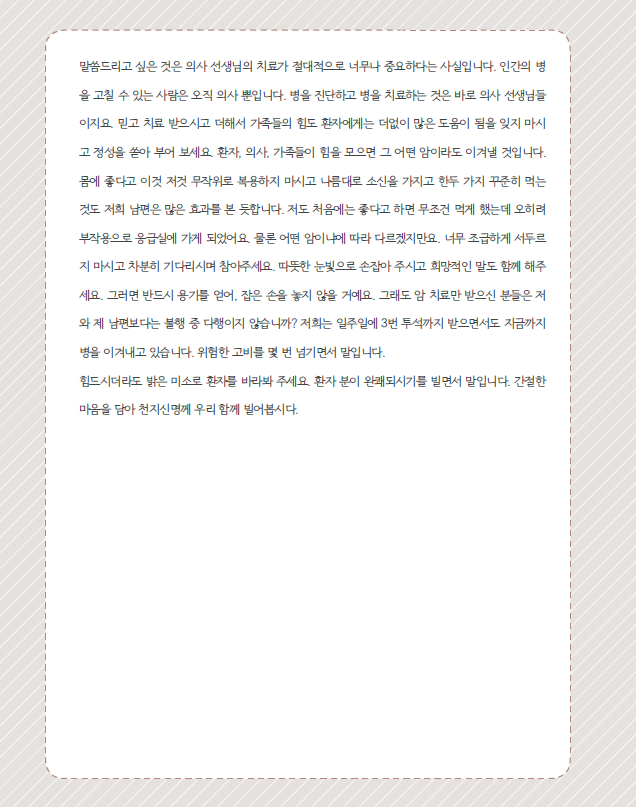 말씀드리고 싶은 것은 의사 선생님의 치료가 절대적으로 너무나 중요하다는 사실입니다. 인간의 병
을 고칠 수 있는 사람은 오직 의사 뿐입니다. 병을 진단하고 병을 치료하는 것은 바로 의사 선생님들
이지요. 믿고 치료 받으시고 더해서 가족들의 힘도 환자에게는 더없이 많은 도움이 됨을 잊지 마시
고 정성을 쏟아 부어 보세요. 환자, 의사, 가족들이 힘을 모으면 그 어떤 암이라도 이겨낼 것입니다.
몸에 좋다고 이것 저것 무작위로 복용하지 마시고 나름대로 소신을 가지고 한두 가지 꾸준히 먹는
것도 저희 남편은 많은 효과를 본 듯합니다. 저도 처음에는 좋다고 하면 무조건 먹게 했는데 오히려
부작용으로 응급실에 가게 되었어요. 물론 어떤 암이냐에 따라 다르겠지만요. 너무 조급하게 서두르
지 마시고 차분히 기다리시며 참아주세요. 따뜻한 눈빛으로 손잡아 주시고 희망적인 말도 함께 해주
세요. 그러면 반드시 용기를 얻어, 잡은 손을 놓지 않을 거예요. 그래도 암 치료만 받으신 분들은 저
와 제 남편보다는 불행 중 다행이지 않습니까? 저희는 일주일에 3번 투석까지 받으면서도 지금까지
병을 이겨내고 있습니다. 위험한 고비를 몇 번 넘기면서 말입니다.
힘드시더라도 밝은 미소로 환자를 바라봐 주세요. 환자 분이 완쾌되시기를 빌면서 말입니다. 간절한
마음을 담아 천지신명께 우리 함께 빌어봅시다.